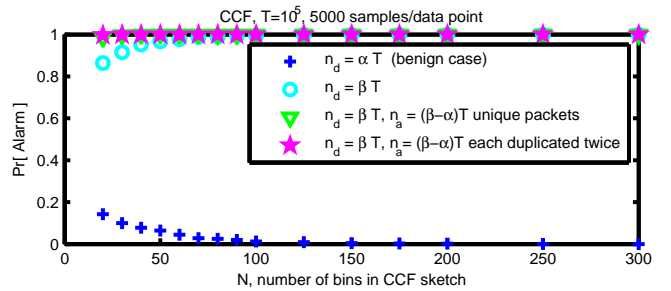 CCF, T=10^5, 5000 samples/data point
Pr[ Alarm ]
1
0.8
0.6
0.4
0.2
0
n_d = α T (benign case)
n_d = β T
n_d = β T, n_a = (β−α)T unique packets
n_d = β T, n_a = (β−α)T each duplicated twice
0 50 100 150 200 250 300
N, number of bins in CCF sketch